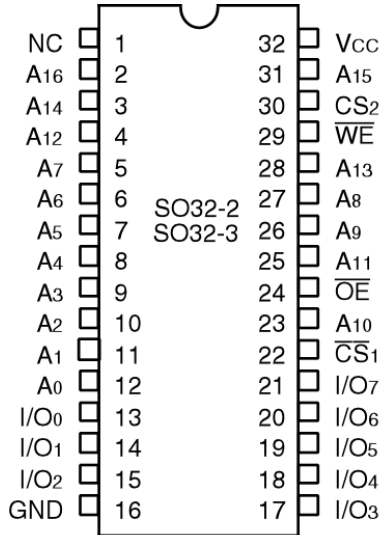 NC 1 32 VCC
A16 2 31 A15
A14 3 30 CS2
A12 4 29 W̅E̅
A7 5 28 A13
A6 6 27 A8
SO32-2
A5 7 26 A9
SO32-3
A4 8 25 A11
A3 9 24 O̅E̅
A2 10 23 A10
A1 11 22 C̅S̅1
A0 12 21 I/O7
I/O0 13 20 I/O6
I/O1 14 19 I/O5
I/O2 15 18 I/O4
GND 16 17 I/O3